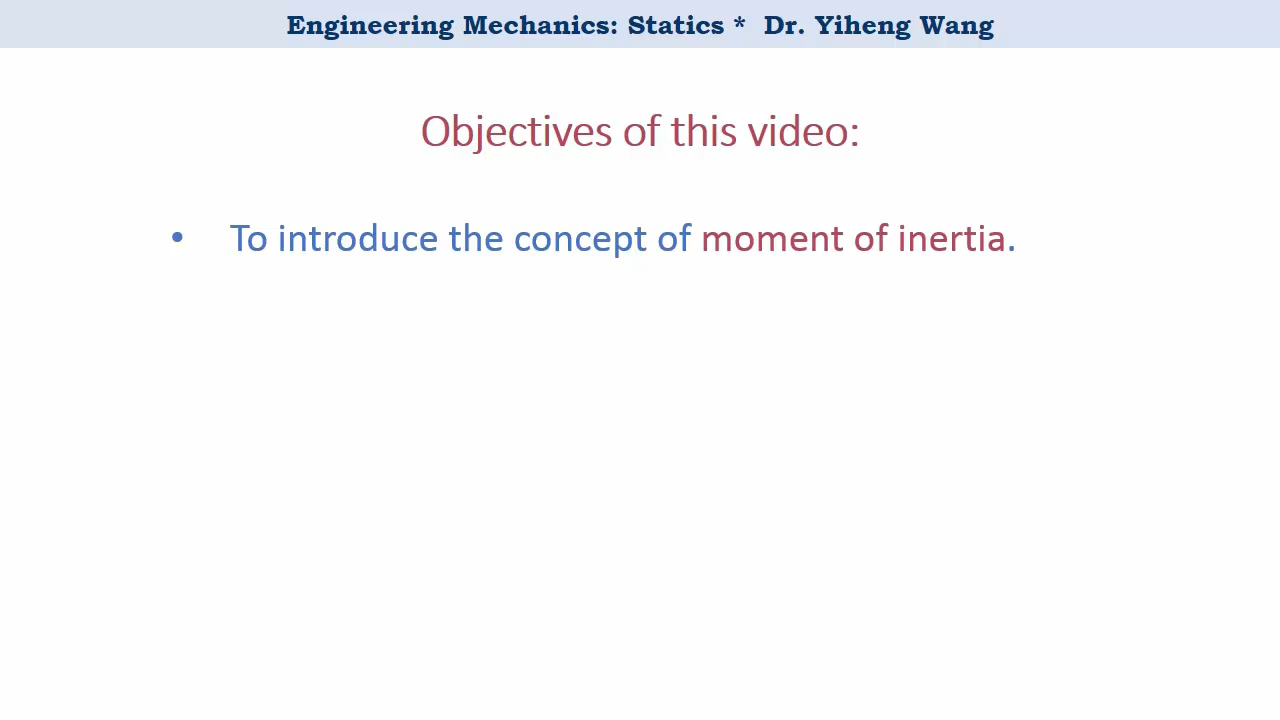 Engineering Mechanics: Statics * Dr. Yiheng Wang
Objectives of this video:
• To introduce the concept of moment of inertia.